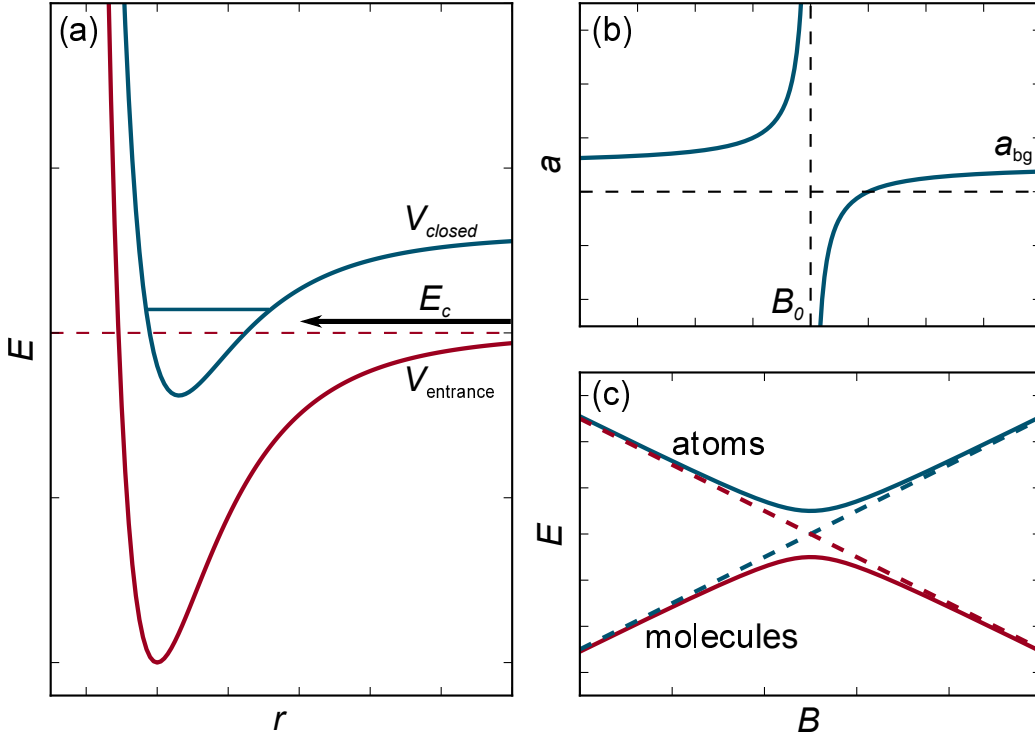 (a)
V_closed
E_c
V_entrance
E
r
(b)
a
a_bg
B_0
(c)
atoms
molecules
E
B